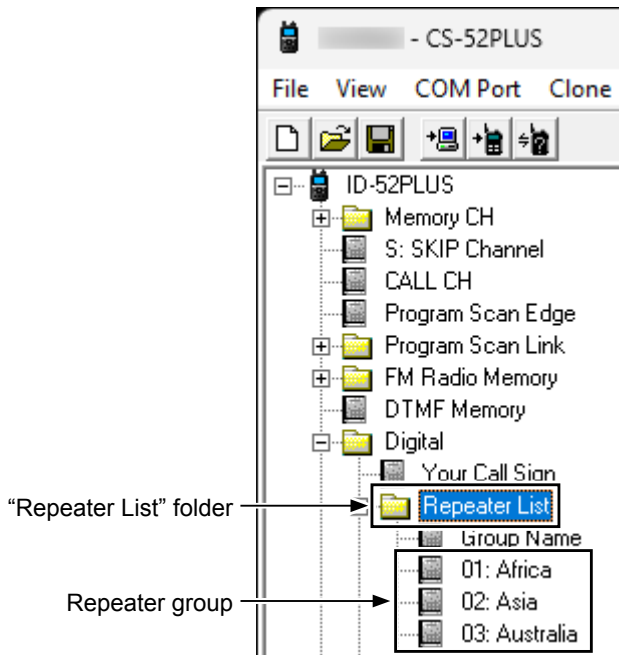 - CS-52PLUS
File View COM Port Clone
ID-52PLUS
Memory CH
S: SKIP Channel
CALL CH
Program Scan Edge
Program Scan Link
FM Radio Memory
DTMF Memory
Digital
Your Call Sign
“Repeater List” folder
Repeater List
Group Name
01: Africa
Repeater group
02: Asia
03: Australia